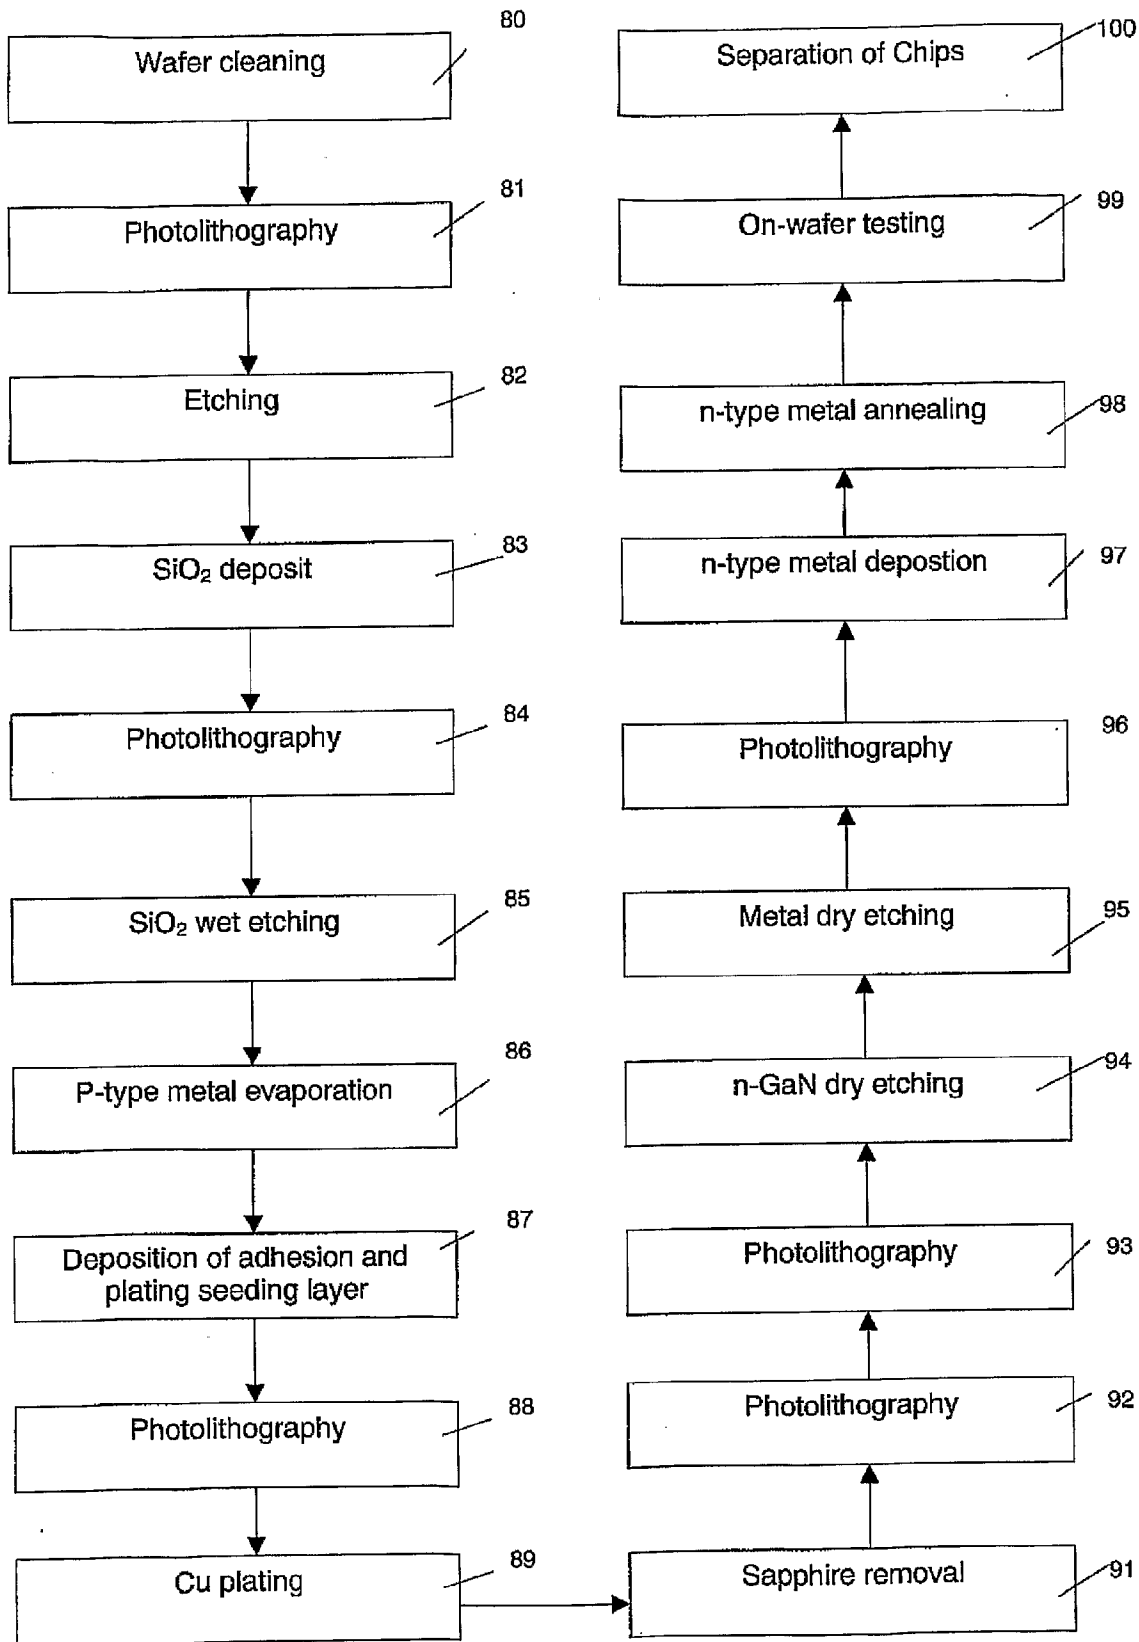 80
Wafer cleaning
81
Photolithography
82
Etching
83
SiO₂ deposit
84
Photolithography
85
SiO₂ wet etching
86
P-type metal evaporation
87
Deposition of adhesion and
plating seeding layer
88
Photolithography
89
Cu plating
91
Sapphire removal
92
Photolithography
93
Photolithography
94
n-GaN dry etching
95
Metal dry etching
96
Photolithography
97
n-type metal depostion
98
n-type metal annealing
99
On-wafer testing
100
Separation of Chips